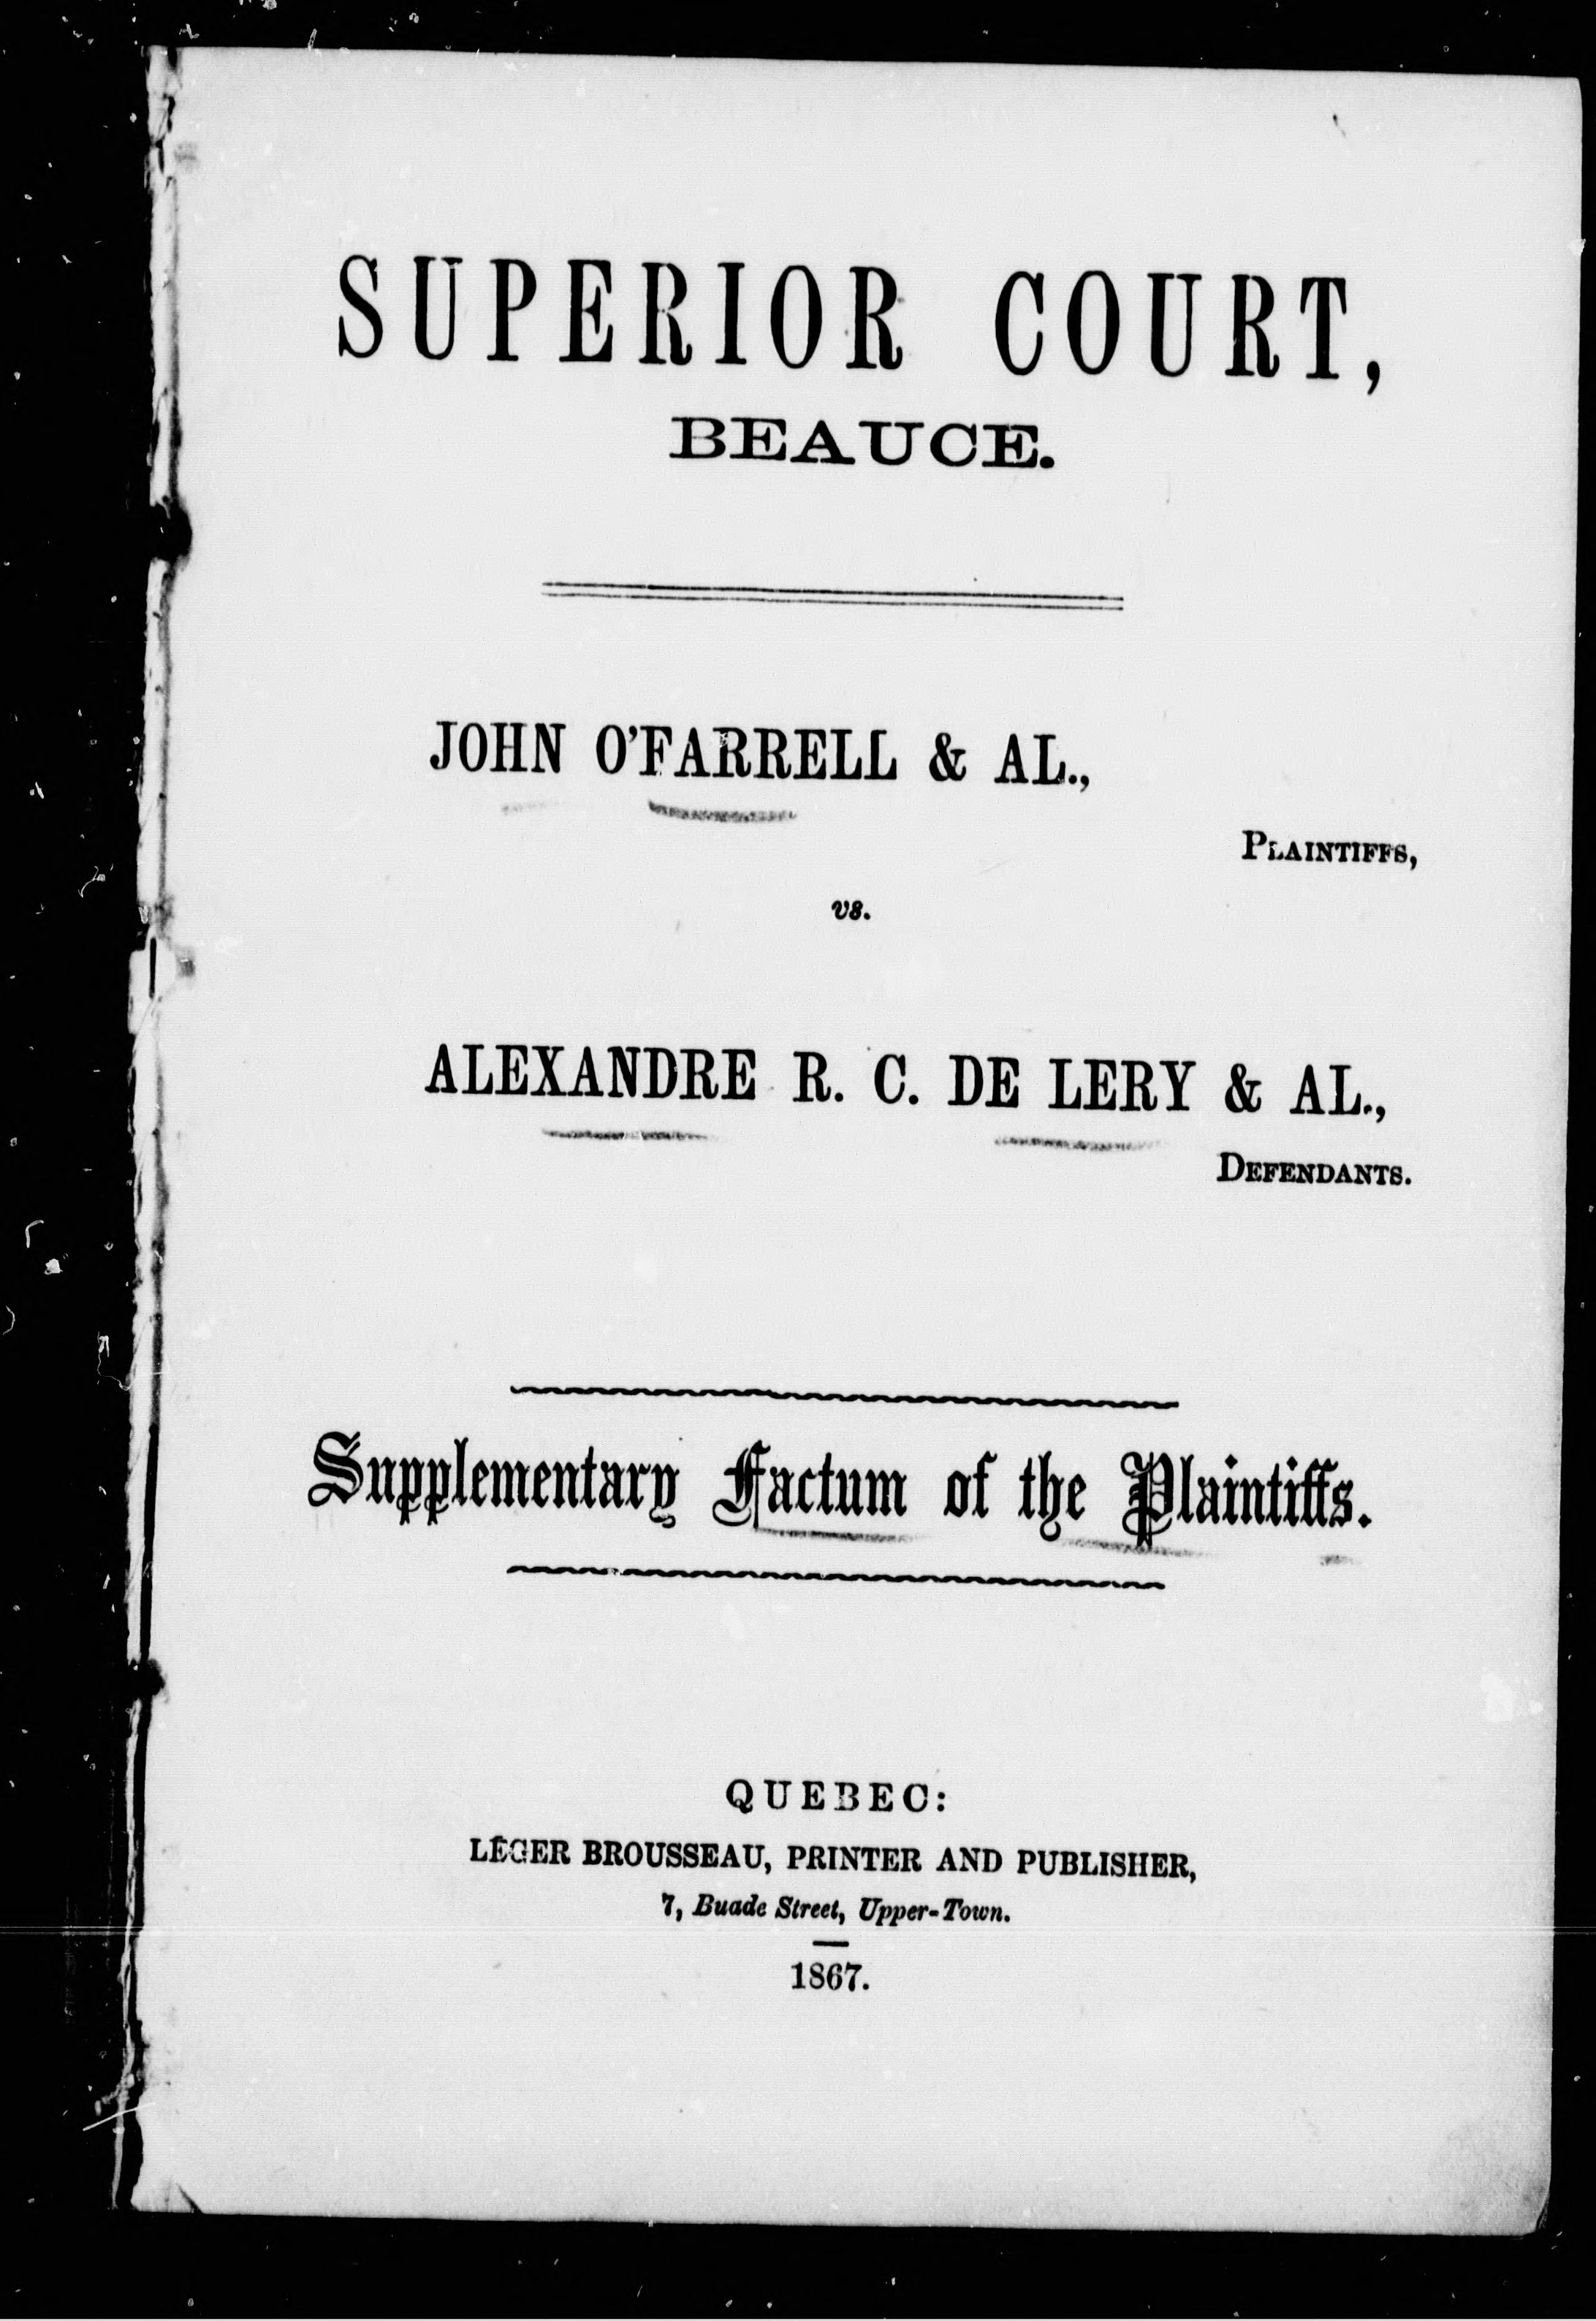 SUPERIOR COURT,
BEAUCE.
JOHN O'FARRELL & AL.,
PLAINTIFFS,
vs.
ALEXANDRE R. C. DE LERY & AL.,
DEFENDANTS.
Supplementary Factum of the Plaintiffs.
QUEBEC:
LÉGER BROUSSEAU, PRINTER AND PUBLISHER,
7, Buade Street, Upper-Town.
1867.